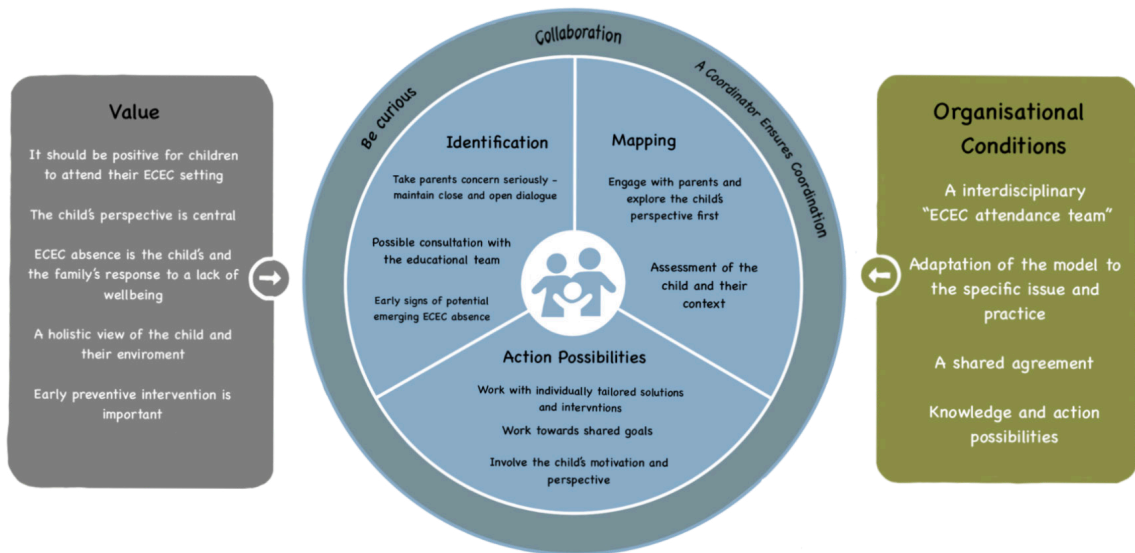 Value
It should be positive for children
to attend their ECEC setting
The child's perspective is central
ECEC absence is the child's and
the family's response to a lack of
wellbeing
A holistic view of the child and
their enviroment
Early preventive intervention is
important
Be curious
Collaboration
A Coordinator Ensures Coordination
Identification
Take parents concern seriously –
maintain close and open dialogue
Possible consultation with
the educational team
Early signs of potential
emerging ECEC absence
Mapping
Engage with parents and
explore the child's
perspective first
Assessment of the
child and their
context
Action Possibilities
Work with individually tailored solutions
and intervntions
Work towards shared goals
Involve the child's motivation and
perspective
Organisational
Conditions
A interdisciplinary
"ECEC attendance team"
Adaptation of the model to
the specific issue and
practice
A shared agreement
Knowledge and action
possibilities